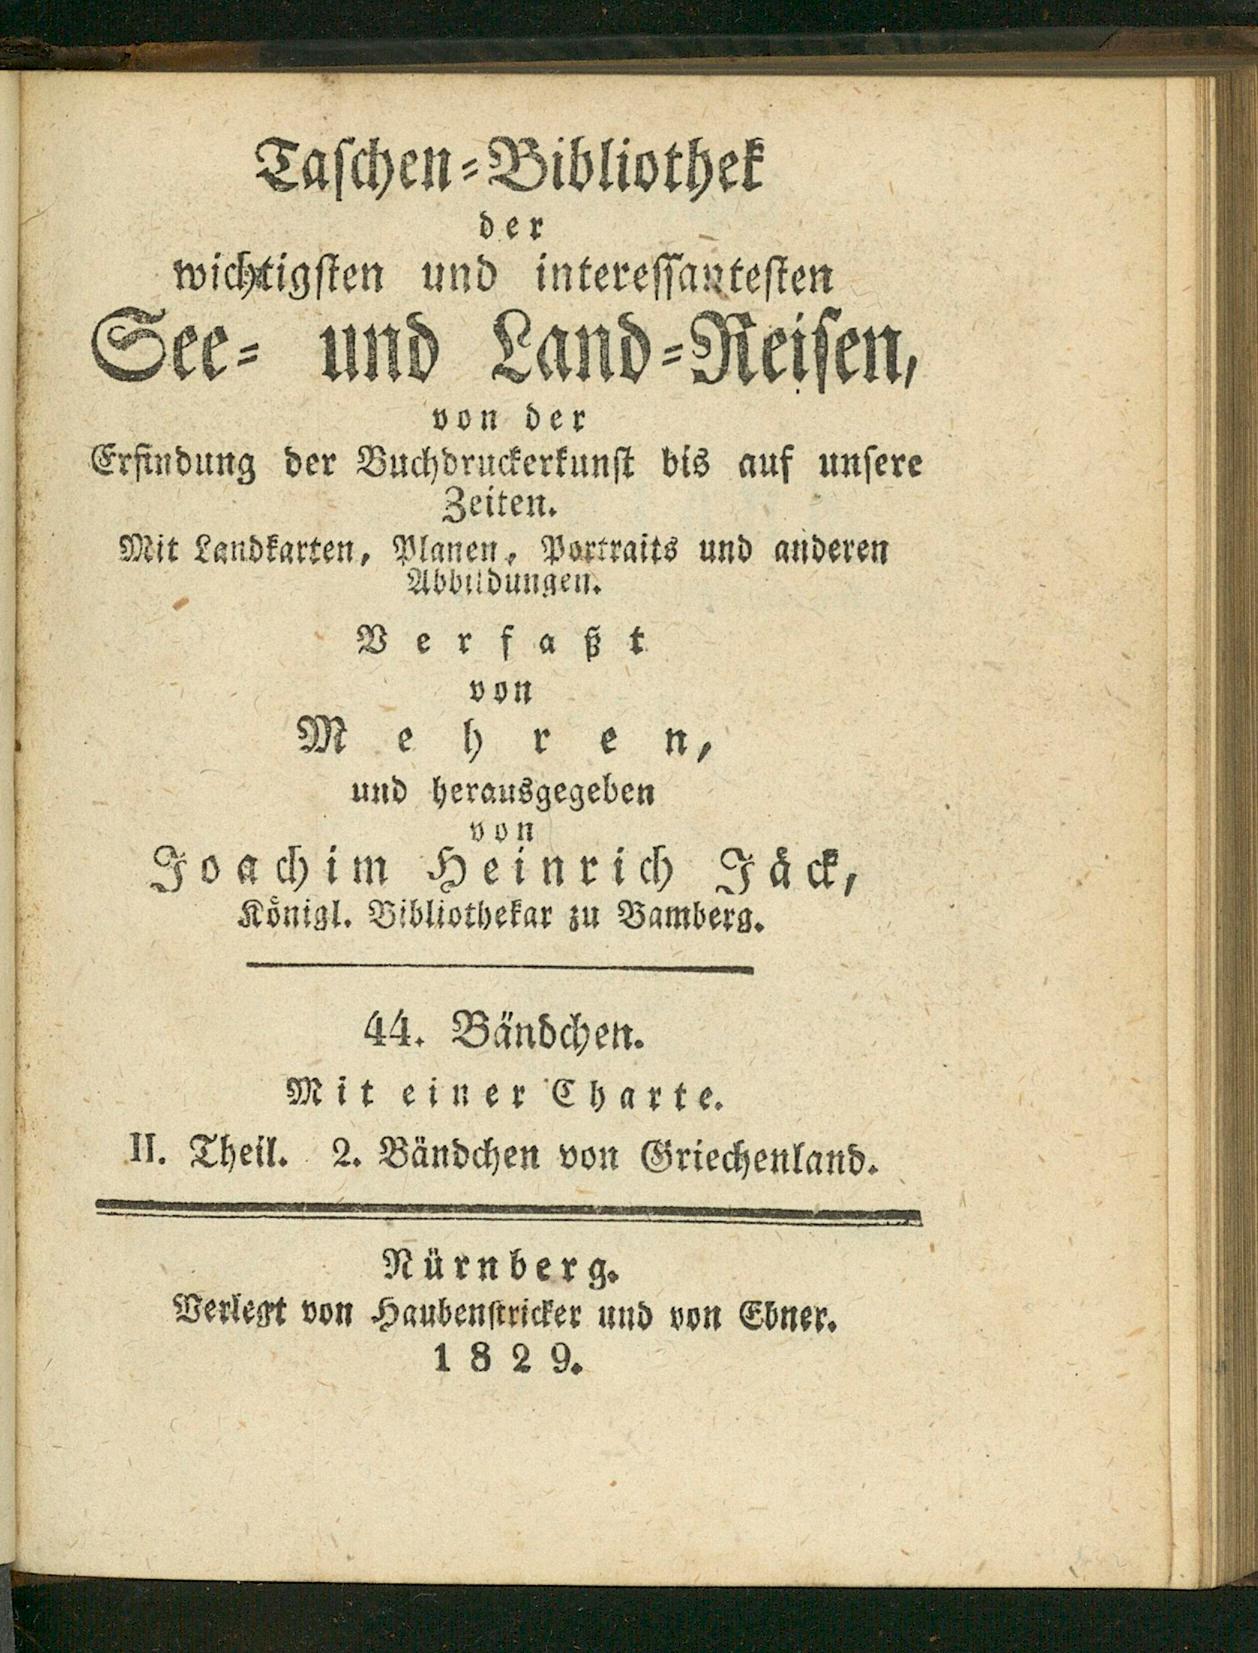 Taschen-Bibliothek
der
wichtigsten und interessantesten
See- und Land-Reisen,
von der
Erfindung der Buchdruckerkunst bis auf unsere
Zeiten.
Mit Landkarten, Planen, Portraits und anderen
Abbildungen.
Verfaßt
von
Mehren,
und herausgegeben
von
Joachim Heinrich Jäck,
Königl. Bibliothekar zu Bamberg.
44. Bändchen.
Mit einer Charte.
II. Theil. 2. Bändchen von Griechenland.
Nürnberg.
Verlegt von Haubenstricker und von Ebner.
1829.